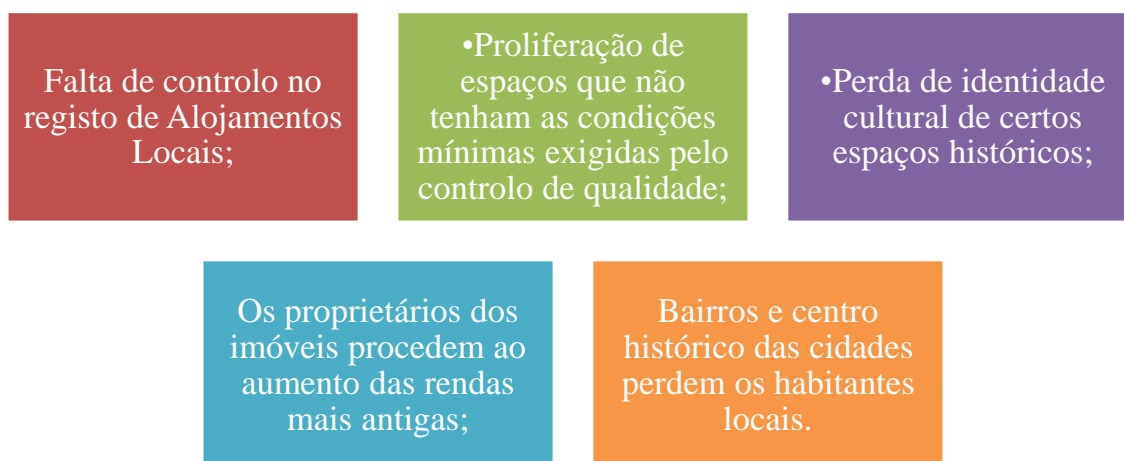 Falta de controlo no
registo de Alojamentos
Locais;
•Proliferação de
espaços que não
tenham as condições
mínimas exigidas pelo
controlo de qualidade;
•Perda de identidade
cultural de certos
espaços históricos;
Os proprietários dos
imóveis procedem ao
aumento das rendas
mais antigas;
Bairros e centro
histórico das cidades
perdem os habitantes
locais.